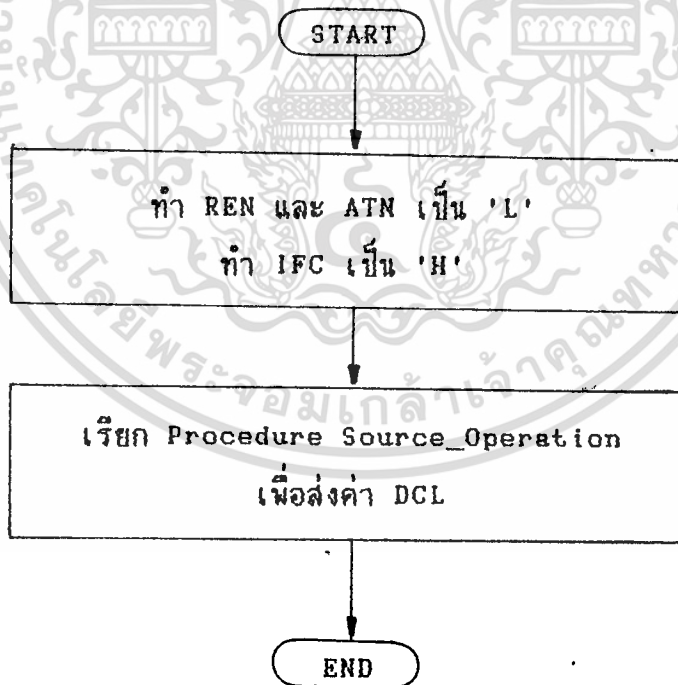 START
ทำ REN และ ATN เป็น 'L'
ทำ IFC เป็น 'H'
เรียก Procedure Source_Operation
เพื่อส่งค่า DCL
END